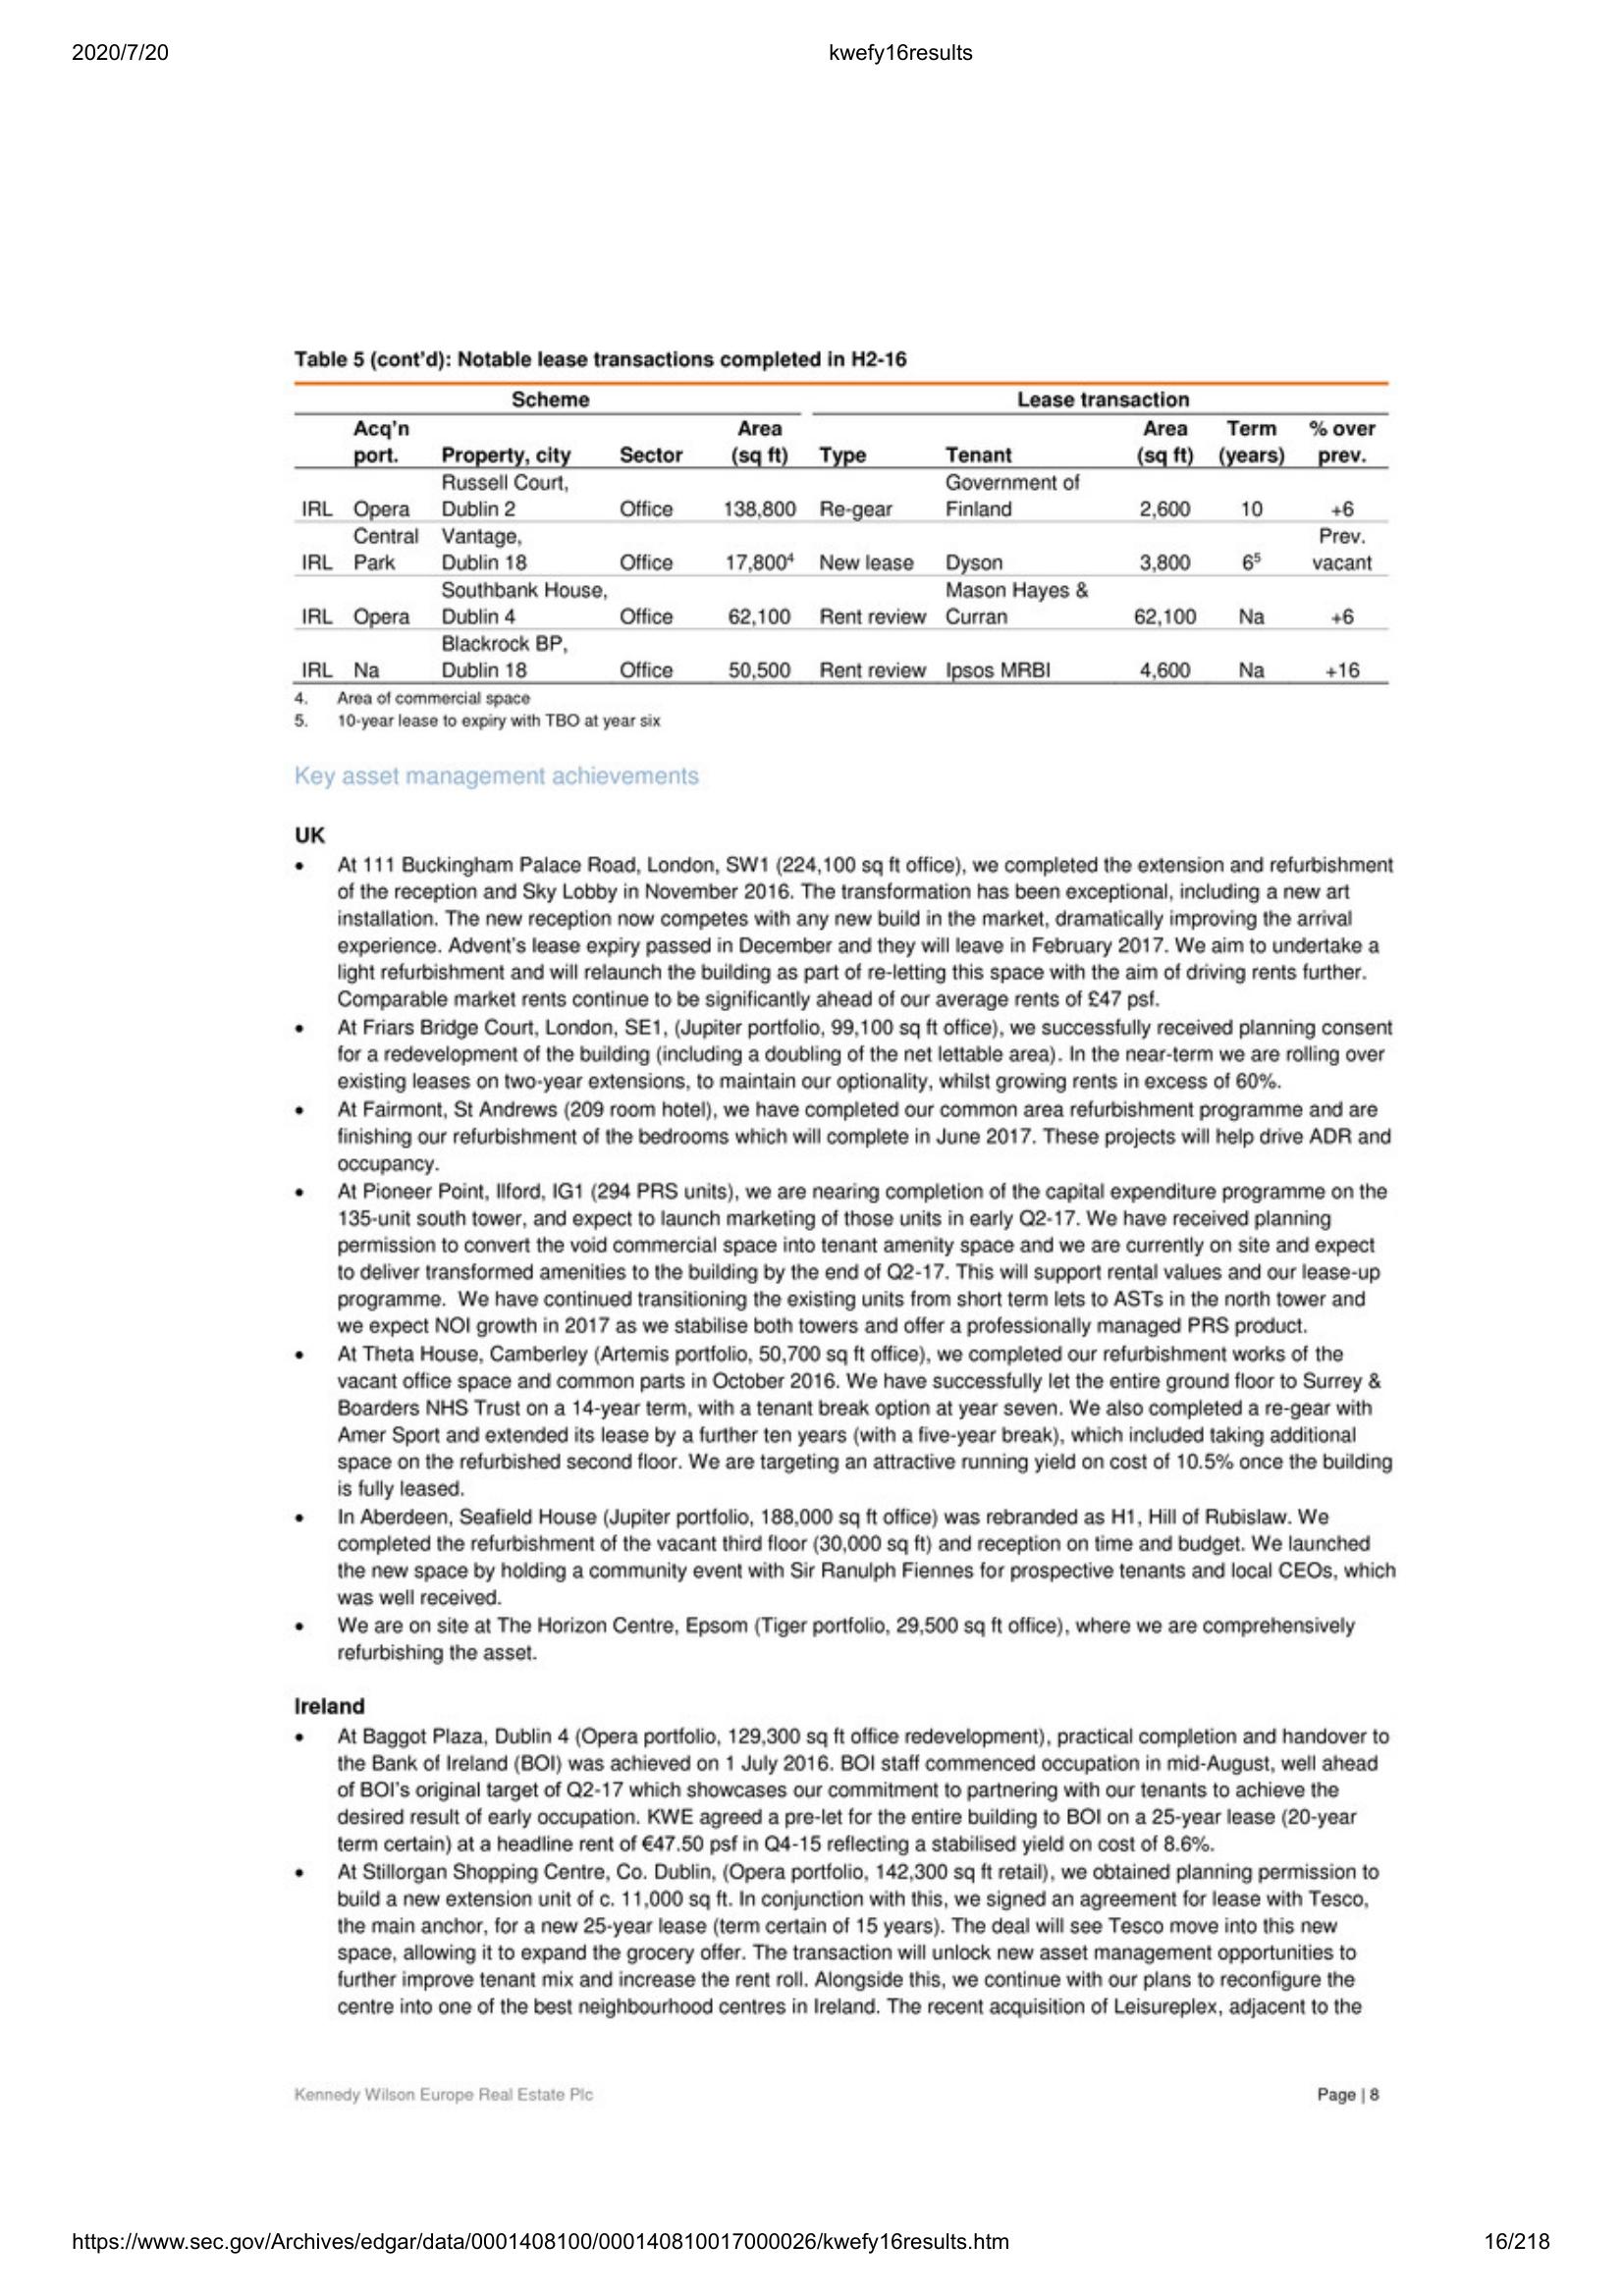 2020/7/20 kwefy16results
Table 5 (cont'd): Notable lease transactions completed in H2-16
Scheme Lease transaction
Acq'n Area Area Term % over
port. Property, city Sector (sq ft) Type Tenant (sq ft) (years) prev.
Russell Court, Government of
IRL Opera Dublin 2 Office 138,800 Re-gear Finland 2,600 10 +6
Central Vantage, Prev.
IRL Park Dublin 18 Office 17,800⁴ New lease Dyson 3,800 6⁵ vacant
Southbank House, Mason Hayes &
IRL Opera Dublin 4 Office 62,100 Rent review Curran 62,100 Na +6
Blackrock BP,
IRL Na Dublin 18 Office 50,500 Rent review Ipsos MRBI 4,600 Na +16
4. Area of commercial space
5. 10-year lease to expiry with TBO at year six
Key asset management achievements
UK
• At 111 Buckingham Palace Road, London, SW1 (224,100 sq ft office), we completed the extension and refurbishment
of the reception and Sky Lobby in November 2016. The transformation has been exceptional, including a new art
installation. The new reception now competes with any new build in the market, dramatically improving the arrival
experience. Advent's lease expiry passed in December and they will leave in February 2017. We aim to undertake a
light refurbishment and will relaunch the building as part of re-letting this space with the aim of driving rents further.
Comparable market rents continue to be significantly ahead of our average rents of £47 psf.
• At Friars Bridge Court, London, SE1, (Jupiter portfolio, 99,100 sq ft office), we successfully received planning consent
for a redevelopment of the building (including a doubling of the net lettable area). In the near-term we are rolling over
existing leases on two-year extensions, to maintain our optionality, whilst growing rents in excess of 60%.
• At Fairmont, St Andrews (209 room hotel), we have completed our common area refurbishment programme and are
finishing our refurbishment of the bedrooms which will complete in June 2017. These projects will help drive ADR and
occupancy.
• At Pioneer Point, Ilford, IG1 (294 PRS units), we are nearing completion of the capital expenditure programme on the
135-unit south tower, and expect to launch marketing of those units in early Q2-17. We have received planning
permission to convert the void commercial space into tenant amenity space and we are currently on site and expect
to deliver transformed amenities to the building by the end of Q2-17. This will support rental values and our lease-up
programme. We have continued transitioning the existing units from short term lets to ASTs in the north tower and
we expect NOI growth in 2017 as we stabilise both towers and offer a professionally managed PRS product.
• At Theta House, Camberley (Artemis portfolio, 50,700 sq ft office), we completed our refurbishment works of the
vacant office space and common parts in October 2016. We have successfully let the entire ground floor to Surrey &
Boarders NHS Trust on a 14-year term, with a tenant break option at year seven. We also completed a re-gear with
Amer Sport and extended its lease by a further ten years (with a five-year break), which included taking additional
space on the refurbished second floor. We are targeting an attractive running yield on cost of 10.5% once the building
is fully leased.
• In Aberdeen, Seafield House (Jupiter portfolio, 188,000 sq ft office) was rebranded as H1, Hill of Rubislaw. We
completed the refurbishment of the vacant third floor (30,000 sq ft) and reception on time and budget. We launched
the new space by holding a community event with Sir Ranulph Fiennes for prospective tenants and local CEOs, which
was well received.
• We are on site at The Horizon Centre, Epsom (Tiger portfolio, 29,500 sq ft office), where we are comprehensively
refurbishing the asset.
Ireland
• At Baggot Plaza, Dublin 4 (Opera portfolio, 129,300 sq ft office redevelopment), practical completion and handover to
the Bank of Ireland (BOI) was achieved on 1 July 2016. BOI staff commenced occupation in mid-August, well ahead
of BOI's original target of Q2-17 which showcases our commitment to partnering with our tenants to achieve the
desired result of early occupation. KWE agreed a pre-let for the entire building to BOI on a 25-year lease (20-year
term certain) at a headline rent of €47.50 psf in Q4-15 reflecting a stabilised yield on cost of 8.6%.
• At Stillorgan Shopping Centre, Co. Dublin, (Opera portfolio, 142,300 sq ft retail), we obtained planning permission to
build a new extension unit of c. 11,000 sq ft. In conjunction with this, we signed an agreement for lease with Tesco,
the main anchor, for a new 25-year lease (term certain of 15 years). The deal will see Tesco move into this new
space, allowing it to expand the grocery offer. The transaction will unlock new asset management opportunities to
further improve tenant mix and increase the rent roll. Alongside this, we continue with our plans to reconfigure the
centre into one of the best neighbourhood centres in Ireland. The recent acquisition of Leisureplex, adjacent to the
Kennedy Wilson Europe Real Estate Plc Page | 8
https://www.sec.gov/Archives/edgar/data/0001408100/000140810017000026/kwefy16results.htm 16/218